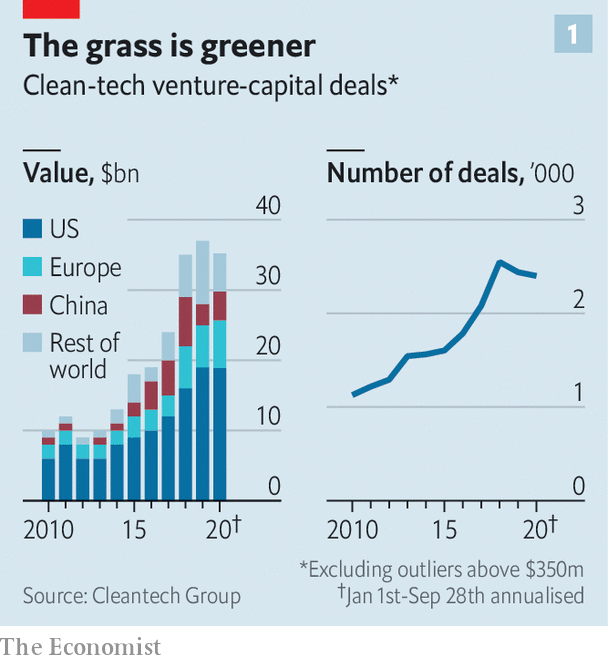 The grass is greener
1
Clean-tech venture-capital deals*
Value, $bn
US
Europe
China
Rest of
world
40
30
20
10
0
2010
15
20†
Number of deals, ’000
3
2
1
0
2010
15
20†
*Excluding outliers above $350m
†Jan 1st-Sep 28th annualised
Source: Cleantech Group
The Economist